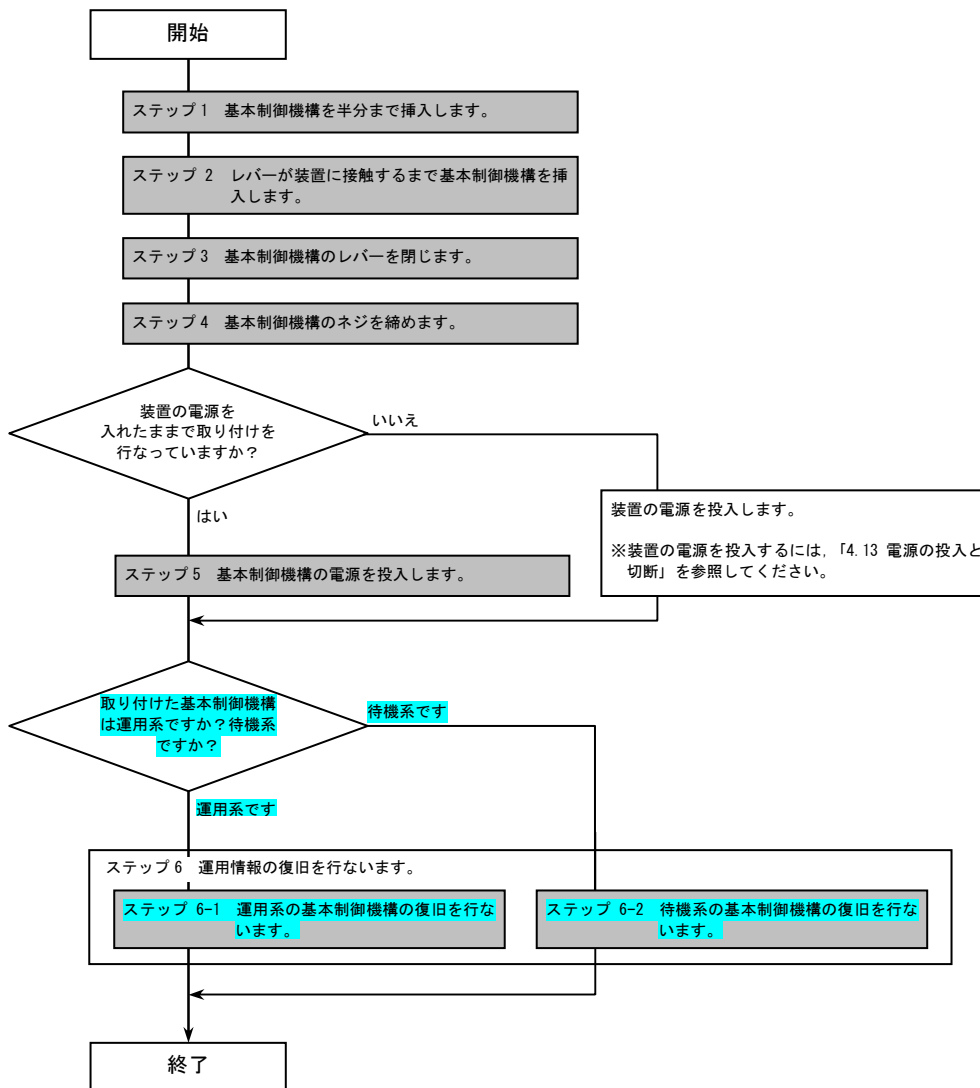 開始
ステップ1 基本制御機構を半分まで挿入します。
ステップ 2 レバーが装置に接触するまで基本制御機構を挿
入します。
ステップ3 基本制御機構のレバーを閉じます。
ステップ4 基本制御機構のネジを締めます。
装置の電源を
入れたままで取り付けを
行なっていますか？
いいえ
はい
装置の電源を投入します。
※装置の電源を投入するには，「4.13 電源の投入と
切断」を参照してください。
ステップ5 基本制御機構の電源を投入します。
取り付けた基本制御機構
は運用系ですか？待機系
ですか？
待機系です
運用系です
ステップ6 運用情報の復旧を行ないます。
ステップ 6-1 運用系の基本制御機構の復旧を行な
います。
ステップ 6-2 待機系の基本制御機構の復旧を行な
います。
終了